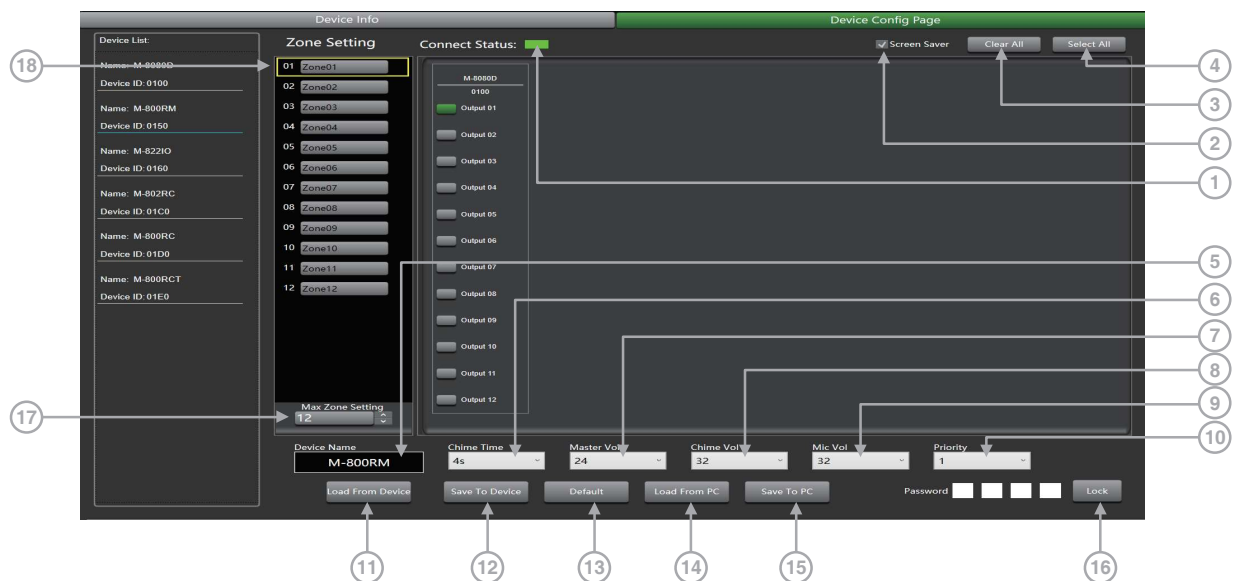 Device Info
Device Config Page
Device List:
Name: M-8080D
Device ID: 0100
Name: M-800RM
Device ID: 0150
Name: M-822IO
Device ID: 0160
Name: M-802RC
Device ID: 01C0
Name: M-800RC
Device ID: 01D0
Name: M-800RCT
Device ID: 01E0
Zone Setting
01 Zone01
02 Zone02
03 Zone03
04 Zone04
05 Zone05
06 Zone06
07 Zone07
08 Zone08
09 Zone09
10 Zone10
11 Zone11
12 Zone12
Max Zone Setting
12
Connect Status:
Screen Saver
Clear All
Select All
M-8080D
0100
Output 01
Output 02
Output 03
Output 04
Output 05
Output 06
Output 07
Output 08
Output 09
Output 10
Output 11
Output 12
Device Name
M-800RM
Chime Time
4s
Master Vol
24
Chime Vol
32
Mic Vol
32
Priority
1
Load From Device
Save To Device
Default
Load From PC
Save To PC
Password
Lock
18
17
4
3
2
1
5
6
7
8
9
10
11
12
13
14
15
16